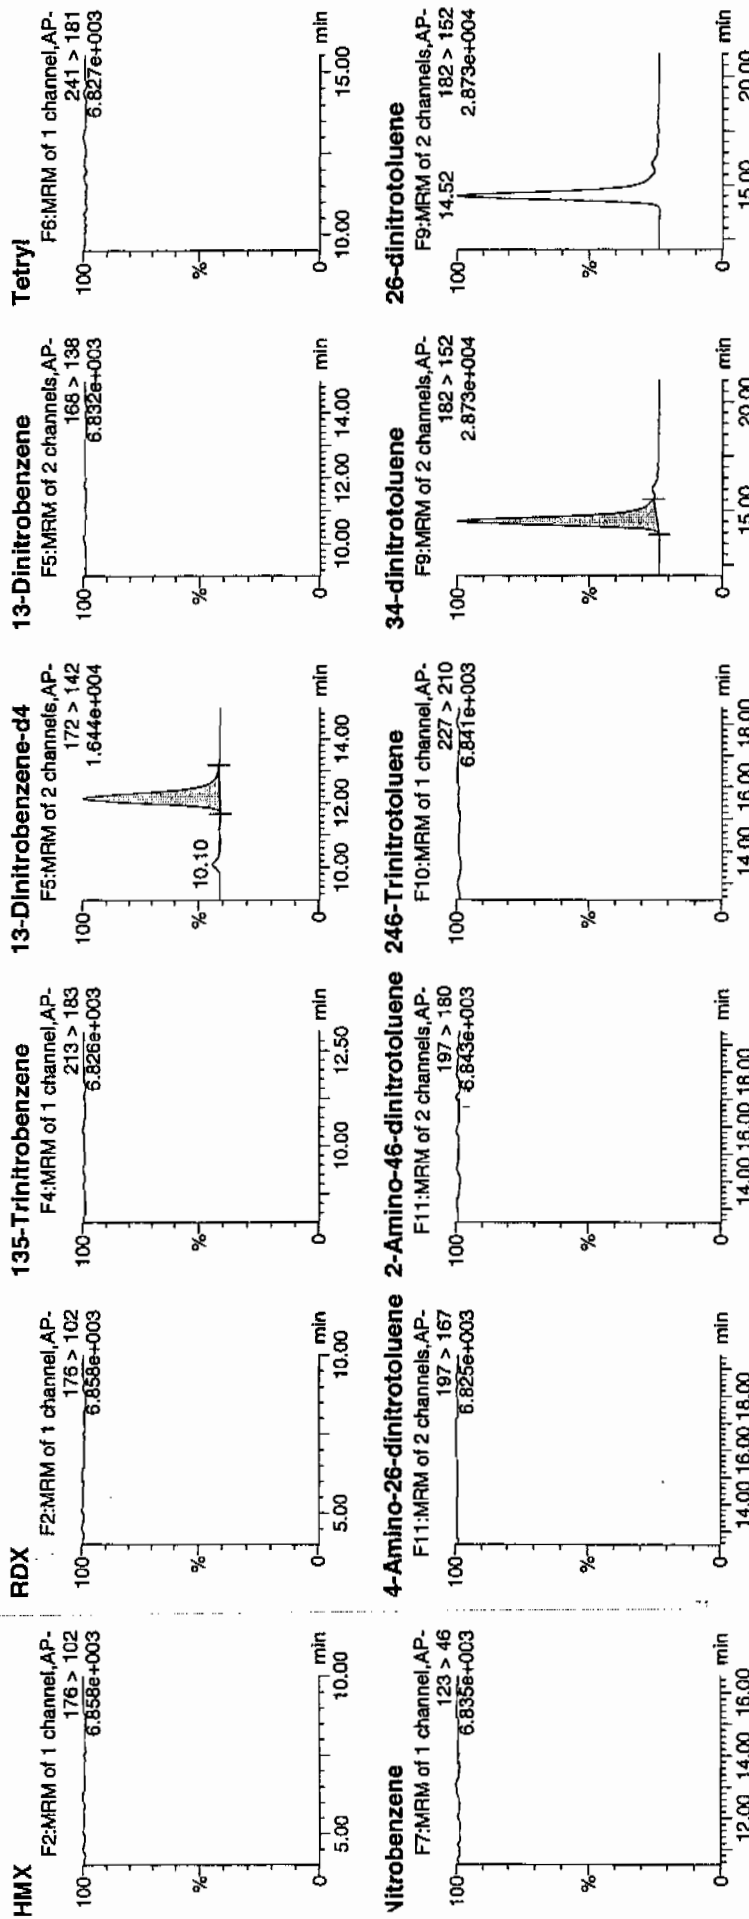 HMX
F2:MRM of 1 channel,AP-
176 > 102
6.858e+003
100
%
0
5.00
10.00
min
RDX
F2:MRM of 1 channel,AP-
176 > 102
6.858e+003
100
%
0
5.00
10.00
min
135-Trinitrobenzene
F4:MRM of 1 channel,AP-
213 > 183
6.826e+003
100
%
0
10.00
12.50
min
13-Dinitrobenzene-d4
F5:MRM of 2 channels,AP-
172 > 142
1.644e+004
100
%
0
10.10
10.00
12.00
14.00
min
13-Dinitrobenzene
F5:MRM of 2 channels,AP-
168 > 138
6.832e+003
100
%
0
10.00
12.00
14.00
min
Tetryl
F6:MRM of 1 channel,AP-
241 > 181
6.827e+003
100
%
0
10.00
15.00
min
Nitrobenzene
F7:MRM of 1 channel,AP-
123 > 46
6.835e+003
100
%
0
12.00
14.00
16.00
min
4-Amino-26-dinitrotoluene
F11:MRM of 2 channels,AP-
197 > 167
6.825e+003
100
%
0
14.00
16.00
18.00
min
2-Amino-46-dinitrotoluene
F11:MRM of 2 channels,AP-
197 > 180
6.843e+003
100
%
0
14.00
16.00
18.00
min
246-Trinitrotoluene
F10:MRM of 1 channel,AP-
227 > 210
6.841e+003
100
%
0
14.00
16.00
18.00
min
34-dinitrotoluene
F9:MRM of 2 channels,AP-
182 > 152
2.873e+004
100
%
0
15.00
20.00
min
26-dinitrotoluene
F9:MRM of 2 channels,AP-
182 > 152
2.873e+004
14.52
100
%
0
15.00
20.00
min